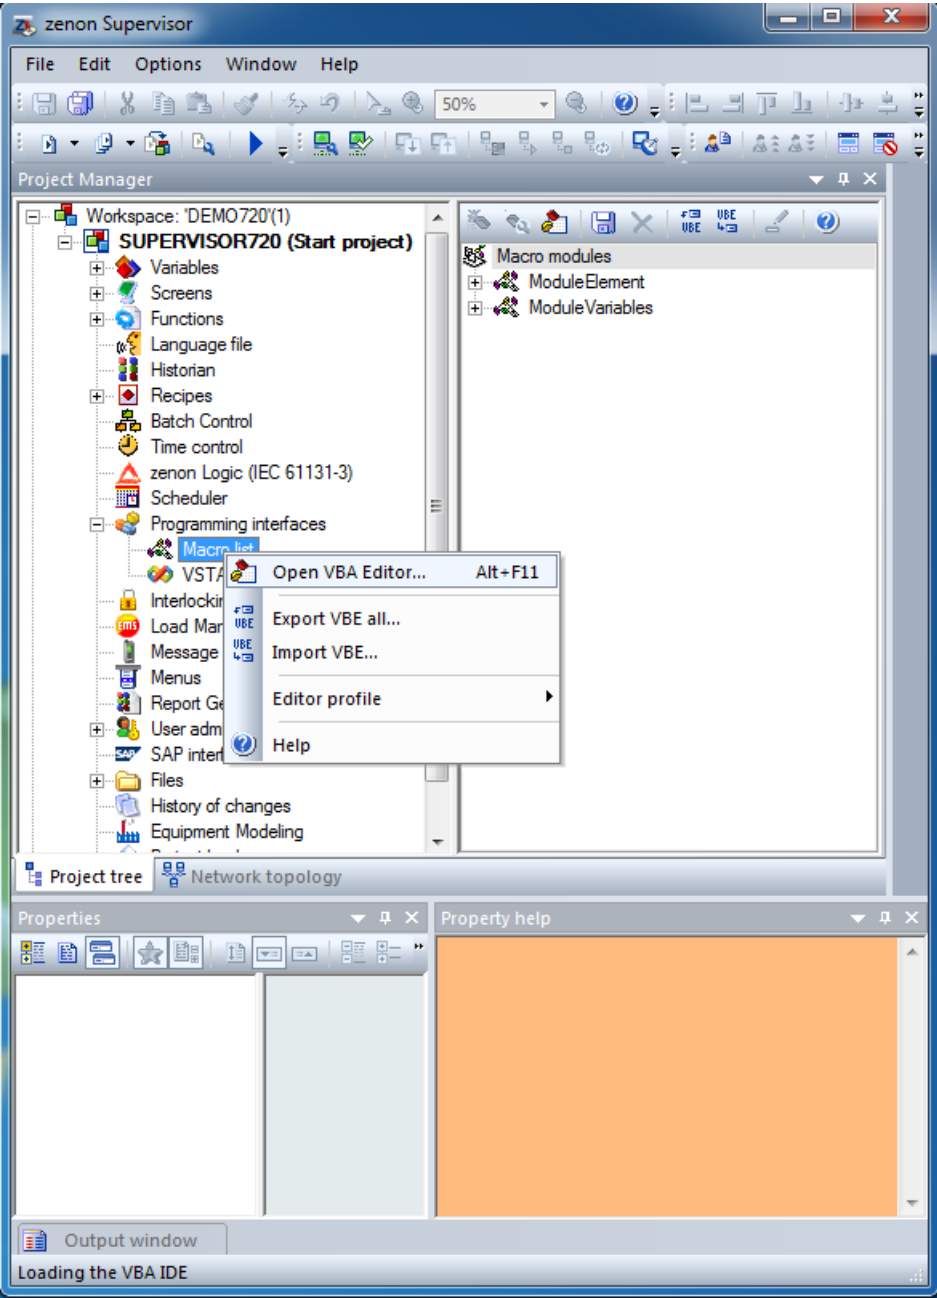 zenon Supervisor
File Edit Options Window Help
50%
Project Manager
Workspace: 'DEMO720'(1)
SUPERVISOR720 (Start project)
Variables
Screens
Functions
Language file
Historian
Recipes
Batch Control
Time control
zenon Logic (IEC 61131-3)
Scheduler
Programming interfaces
Macro list
VSTA
Interlockin
Load Man
Message
Menus
Report Ge
User adm
SAP interf
Files
History of changes
Equipment Modeling
Macro modules
ModuleElement
ModuleVariables
Open VBA Editor... Alt+F11
Export VBE all...
Import VBE...
Editor profile
Help
Project tree Network topology
Properties
Property help
Output window
Loading the VBA IDE